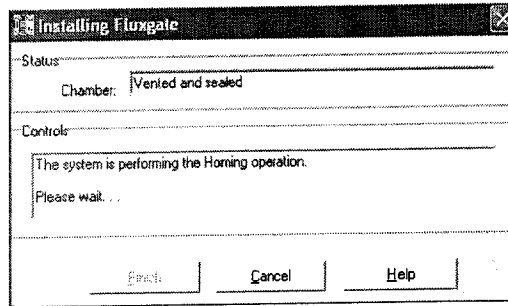 Installing Fluxgate
Status
Chamber:
Vented and sealed
Controls
The system is performing the Homing operation.
Please wait. . .
Cancel
Help